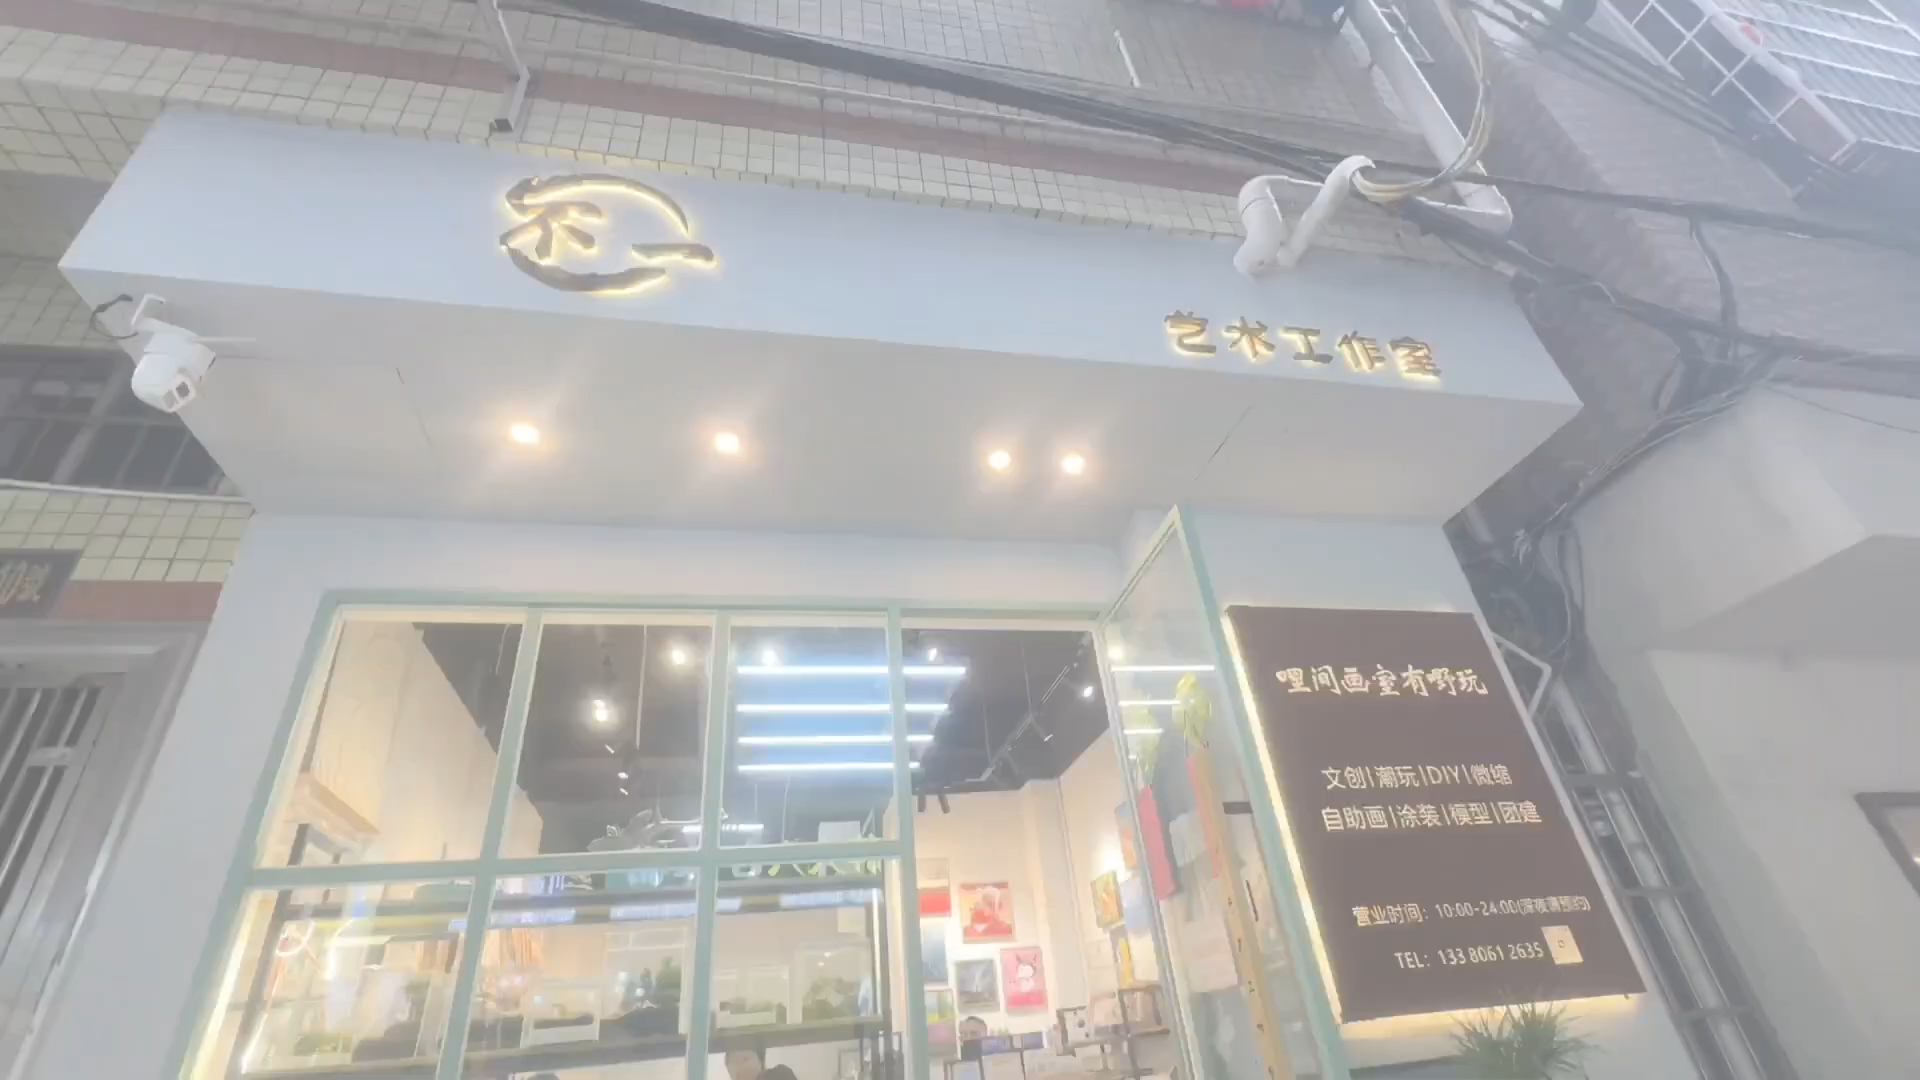 不一
艺术工作室
哩间画室有嘢玩
文创|潮玩|DIY|微缩
自助画|涂装|模型|团建
营业时间：10:00-24:00(深夜请预约)
TEL：133 8061 2635